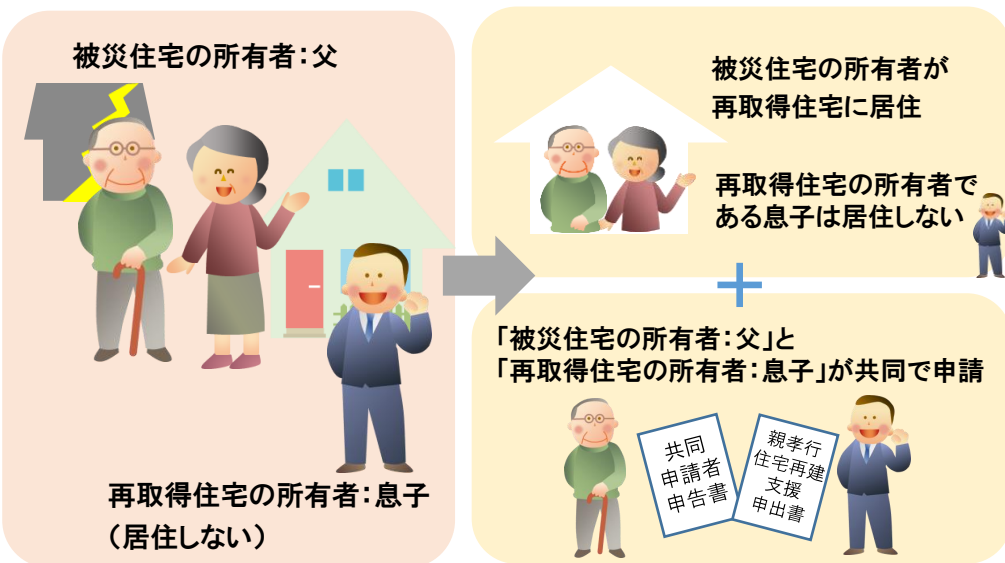 被災住宅の所有者：父
再取得住宅の所有者：息子
（居住しない）
被災住宅の所有者が
再取得住宅に居住
再取得住宅の所有者で
ある息子は居住しない
＋
「被災住宅の所有者：父」と
「再取得住宅の所有者：息子」が共同で申請
共同
申請者
申告書
親孝行
住宅再建
支援
申出書